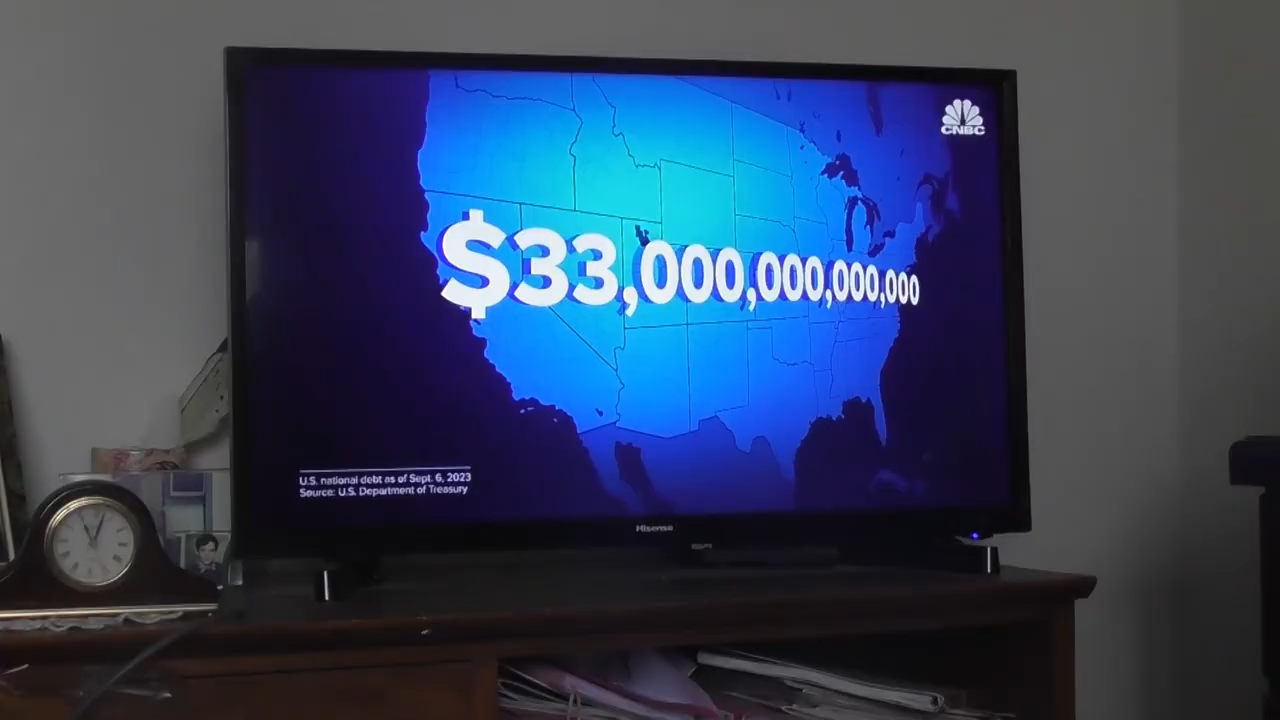 CNBC
$33,000,000,000,000
U.S. national debt as of Sept. 6, 2023
Source: U.S. Department of Treasury
Hisense